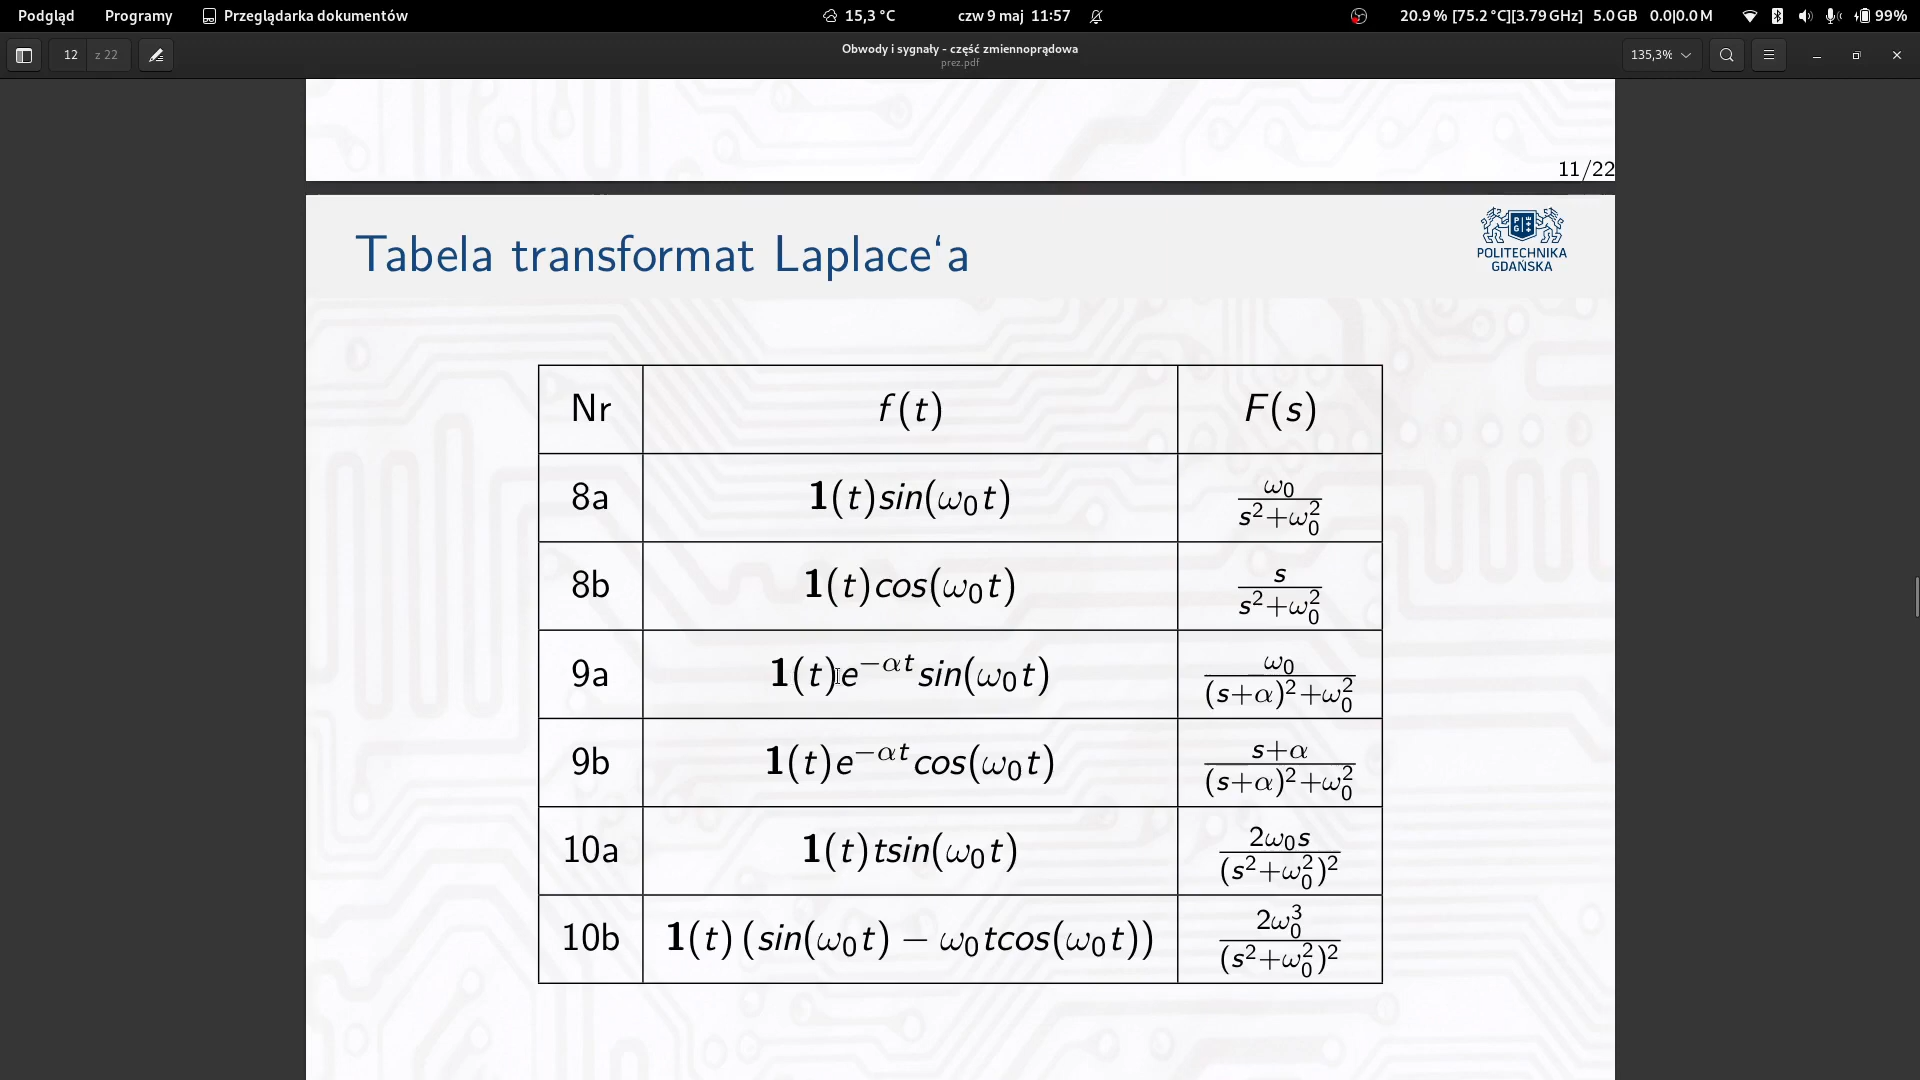 Podgląd Programy Przeglądarka dokumentów 15,3 °C czw 9 maj 11:57 20.9 % [75.2 °C][3.79 GHz] 5.0 GB 0.0|0.0 M 99%
12 z 22 Obwody i sygnały - część zmiennoprądowa 135,3%
prez.pdf
11/22
Tabela transformat Laplace‘a
P G
POLITECHNIKA
GDAŃSKA
Nr f(t) F(s)
8a 𝟏(t)sin(ω₀t) ω₀/(s²+ω₀²)
8b 𝟏(t)cos(ω₀t) s/(s²+ω₀²)
9a 𝟏(t)e^{−αt}sin(ω₀t) ω₀/((s+α)²+ω₀²)
9b 𝟏(t)e^{−αt}cos(ω₀t) (s+α)/((s+α)²+ω₀²)
10a 𝟏(t)tsin(ω₀t) 2ω₀s/(s²+ω₀²)²
10b 𝟏(t)(sin(ω₀t) − ω₀tcos(ω₀t)) 2ω₀³/(s²+ω₀²)²